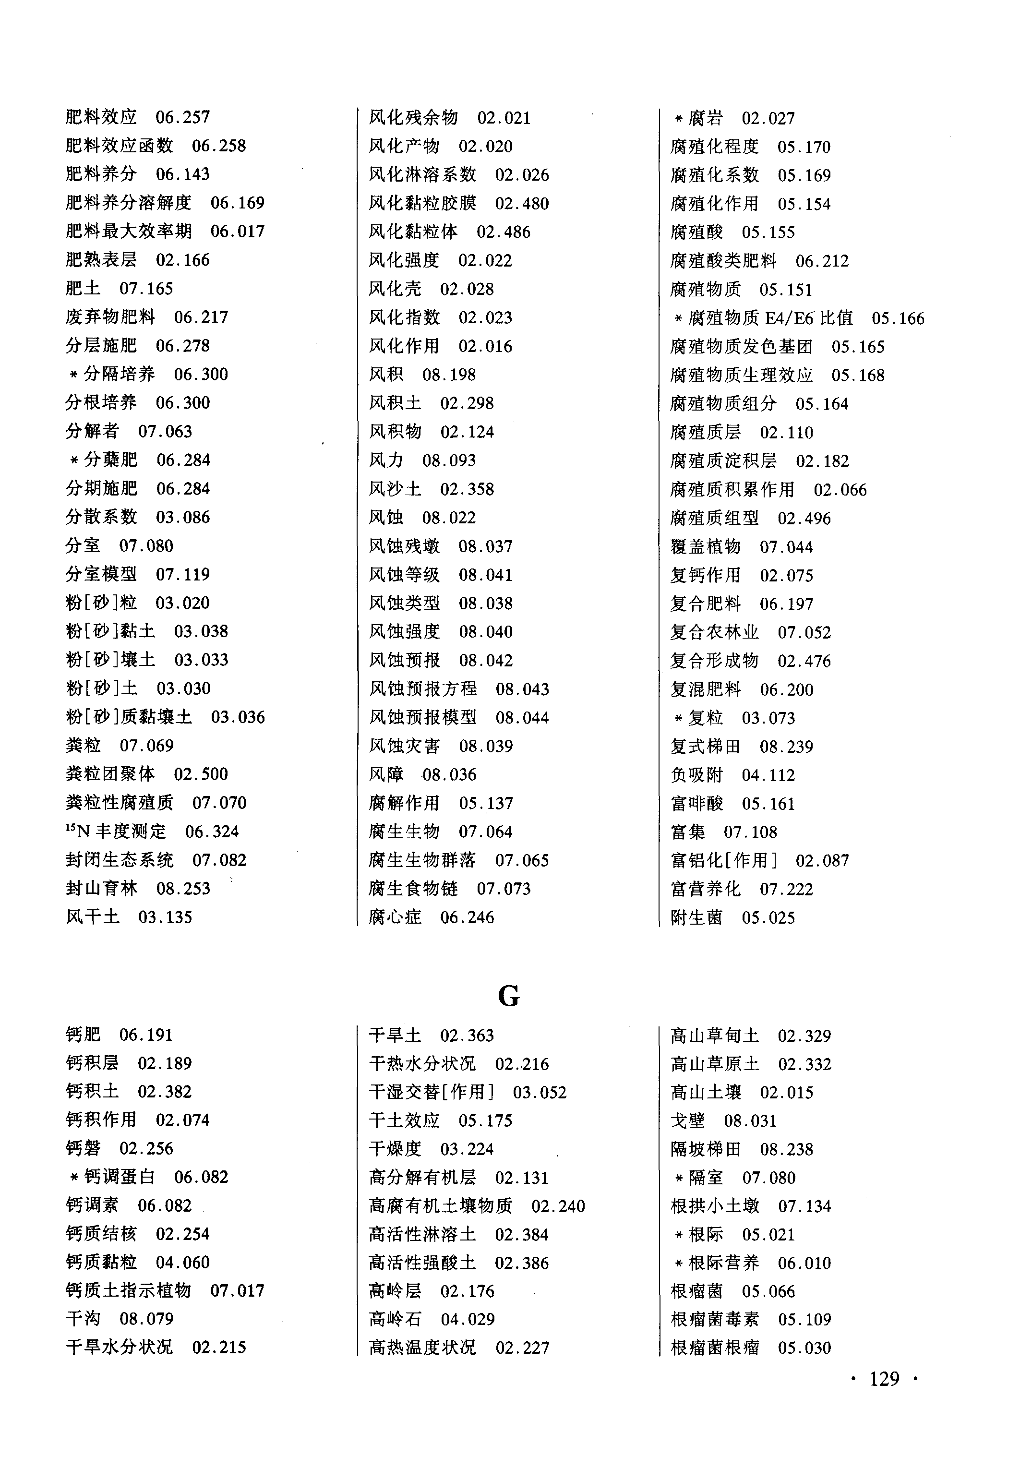 肥料效应 06.257
肥料效应函数 06.258
肥料养分 06.143
肥料养分溶解度 06.169
肥料最大效率期 06.017
肥熟表层 02.166
肥土 07.165
废弃物肥料 06.217
分层施肥 06.278
*分隔培养 06.300
分根培养 06.300
分解者 07.063
*分蘖肥 06.284
分期施肥 06.284
分散系数 03.086
分室 07.080
分室模型 07.119
粉[砂]粒 03.020
粉[砂]黏土 03.038
粉[砂]壤土 03.033
粉[砂]土 03.030
粉[砂]质黏壤土 03.036
粪粒 07.069
粪粒团聚体 02.500
粪粒性腐殖质 07.070
¹⁵N丰度测定 06.324
封闭生态系统 07.082
封山育林 08.253
风干土 03.135
风化残余物 02.021
风化产物 02.020
风化淋溶系数 02.026
风化黏粒胶膜 02.480
风化黏粒体 02.486
风化强度 02.022
风化壳 02.028
风化指数 02.023
风化作用 02.016
风积 08.198
风积土 02.298
风积物 02.124
风力 08.093
风沙土 02.358
风蚀 08.022
风蚀残墩 08.037
风蚀等级 08.041
风蚀类型 08.038
风蚀强度 08.040
风蚀预报 08.042
风蚀预报方程 08.043
风蚀预报模型 08.044
风蚀灾害 08.039
风障 08.036
腐解作用 05.137
腐生生物 07.064
腐生生物群落 07.065
腐生食物链 07.073
腐心症 06.246
*腐岩 02.027
腐殖化程度 05.170
腐殖化系数 05.169
腐殖化作用 05.154
腐殖酸 05.155
腐殖酸类肥料 06.212
腐殖物质 05.151
*腐殖物质E4/E6比值 05.166
腐殖物质发色基团 05.165
腐殖物质生理效应 05.168
腐殖物质组分 05.164
腐殖质层 02.110
腐殖质淀积层 02.182
腐殖质积累作用 02.066
腐殖质组型 02.496
覆盖植物 07.044
复钙作用 02.075
复合肥料 06.197
复合农林业 07.052
复合形成物 02.476
复混肥料 06.200
*复粒 03.073
复式梯田 08.239
负吸附 04.112
富啡酸 05.161
富集 07.108
富铝化[作用] 02.087
富营养化 07.222
附生菌 05.025
G
钙肥 06.191
钙积层 02.189
钙积土 02.382
钙积作用 02.074
钙磐 02.256
*钙调蛋白 06.082
钙调素 06.082
钙质结核 02.254
钙质黏粒 04.060
钙质土指示植物 07.017
干沟 08.079
干旱水分状况 02.215
干旱土 02.363
干热水分状况 02.216
干湿交替[作用] 03.052
干土效应 05.175
干燥度 03.224
高分解有机层 02.131
高腐有机土壤物质 02.240
高活性淋溶土 02.384
高活性强酸土 02.386
高岭层 02.176
高岭石 04.029
高热温度状况 02.227
高山草甸土 02.329
高山草原土 02.332
高山土壤 02.015
戈壁 08.031
隔坡梯田 08.238
*隔室 07.080
根拱小土墩 07.134
*根际 05.021
*根际营养 06.010
根瘤菌 05.066
根瘤菌毒素 05.109
根瘤菌根瘤 05.030
· 129 ·